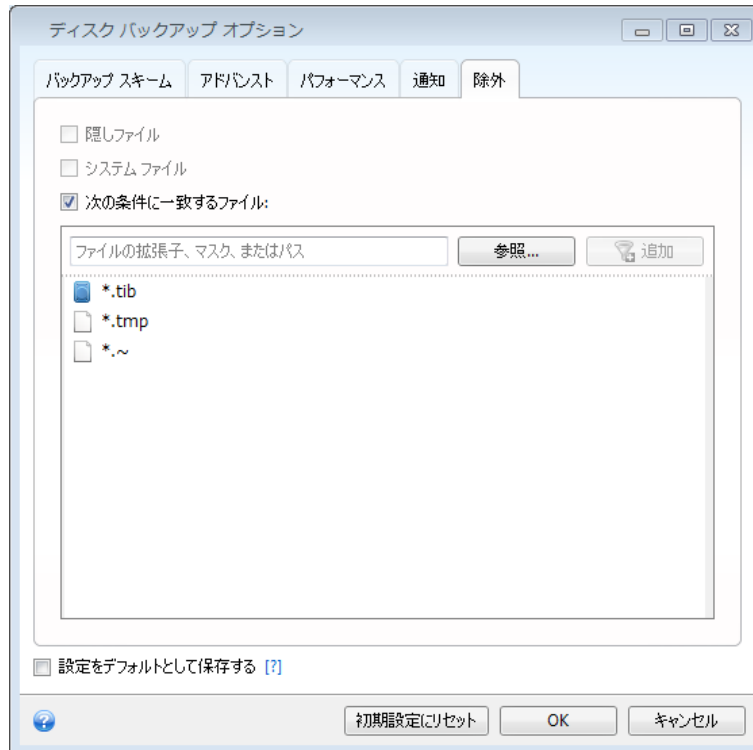 ディスク バックアップ オプション
バックアップ スキーム アドバンスト パフォーマンス 通知 除外
隠しファイル
システム ファイル
次の条件に一致するファイル:
ファイルの拡張子、マスク、またはパス 参照... 追加
*.tib
*.tmp
*.~
設定をデフォルトとして保存する [?]
初期設定にリセット OK キャンセル